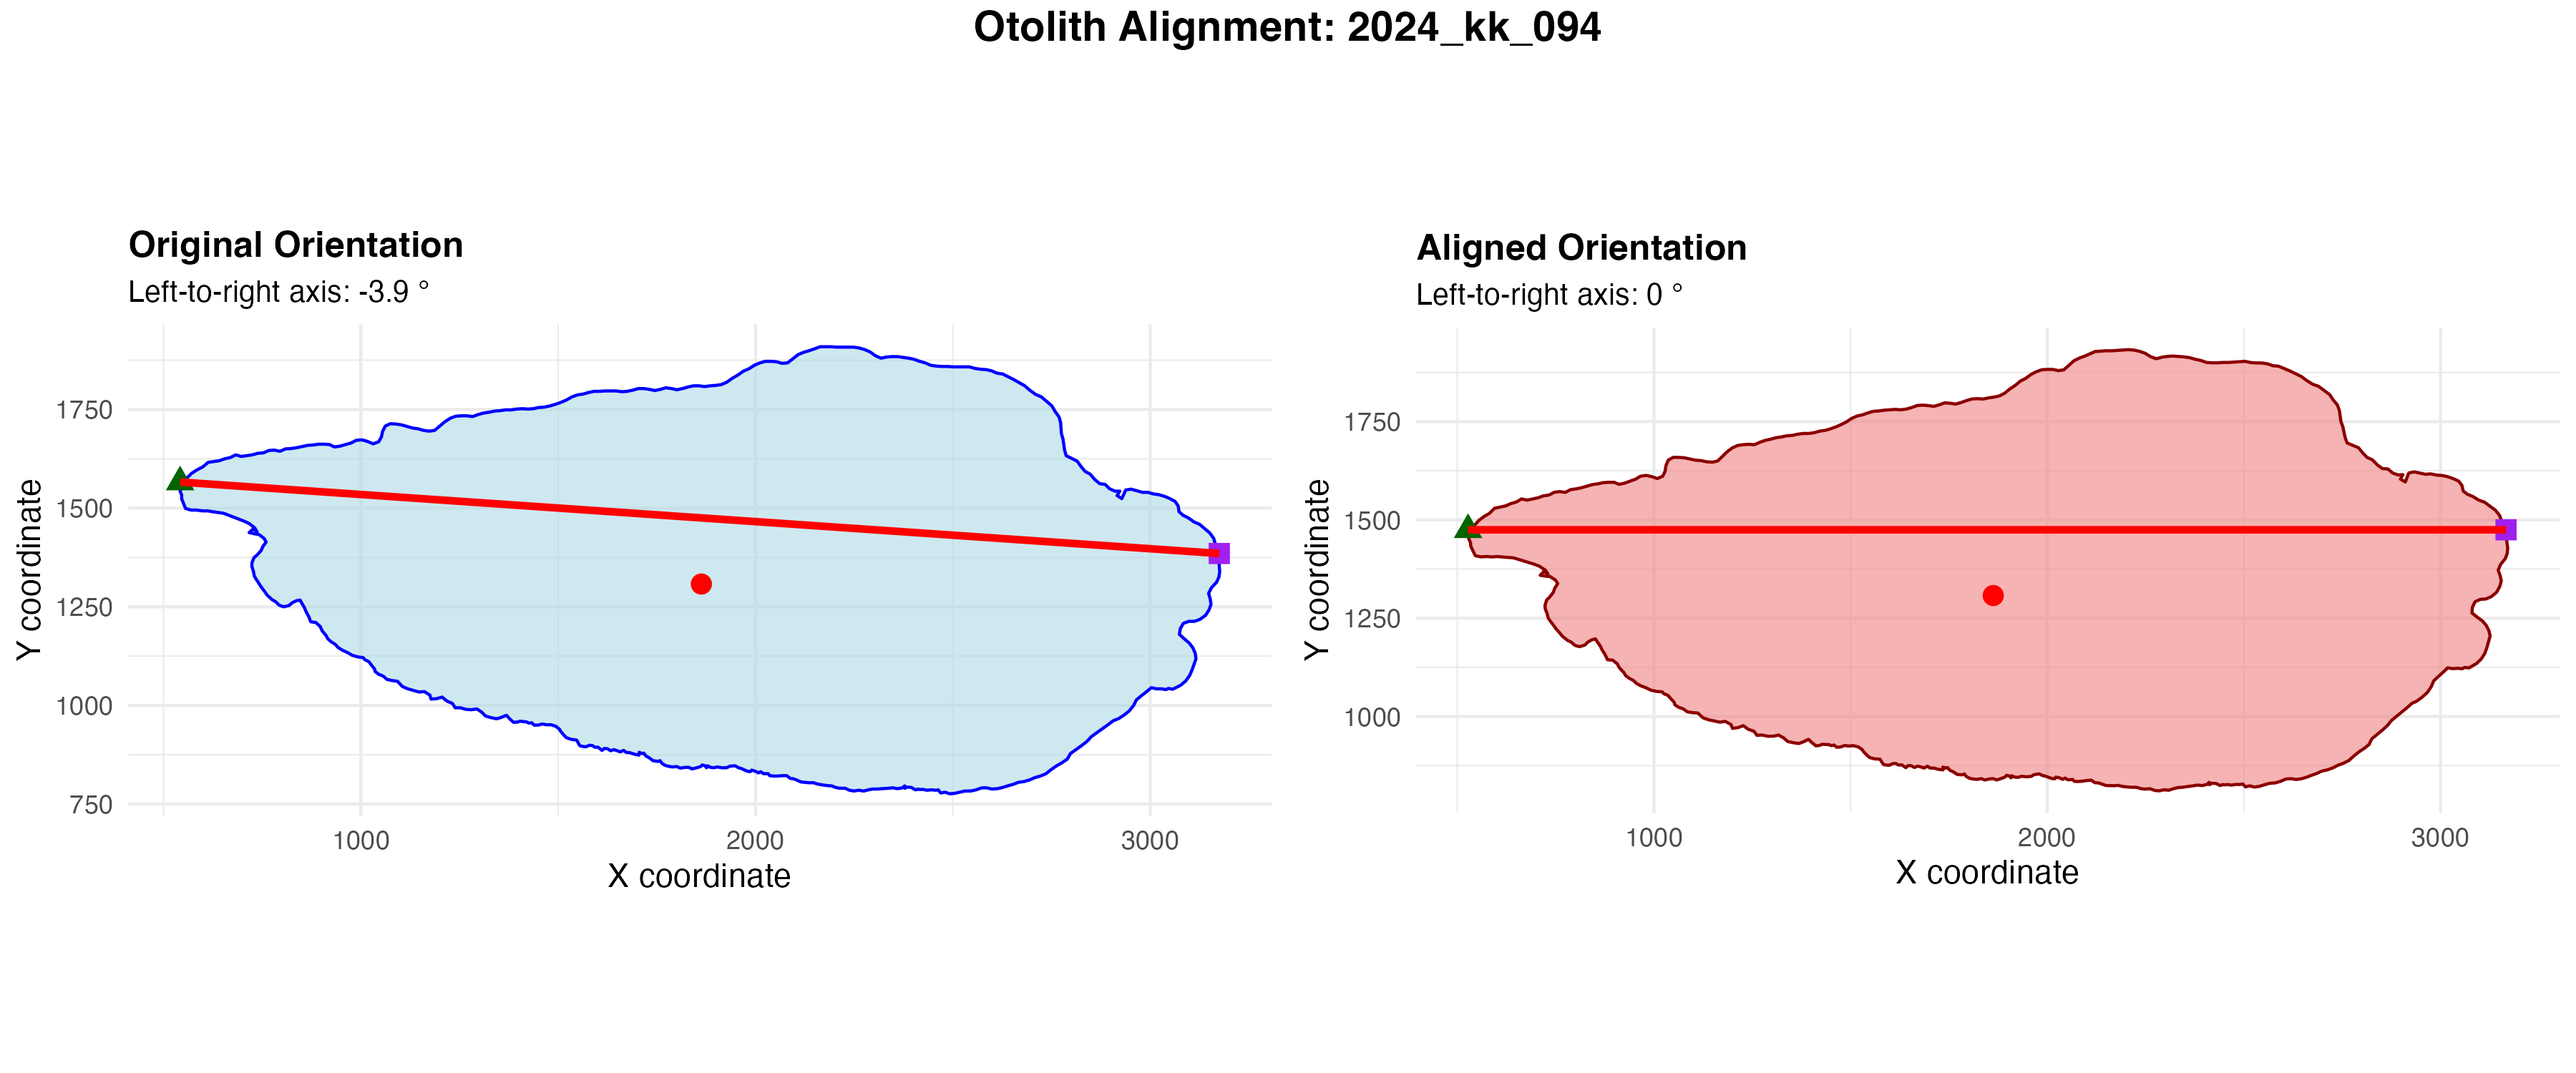 Otolith Alignment: 2024_kk_094
Original Orientation
Left-to-right axis: -3.9 °
1750
1500
1250
1000
750
Y coordinate
1000 2000 3000
X coordinate
Aligned Orientation
Left-to-right axis: 0 °
1750
1500
1250
1000
Y coordinate
1000 2000 3000
X coordinate